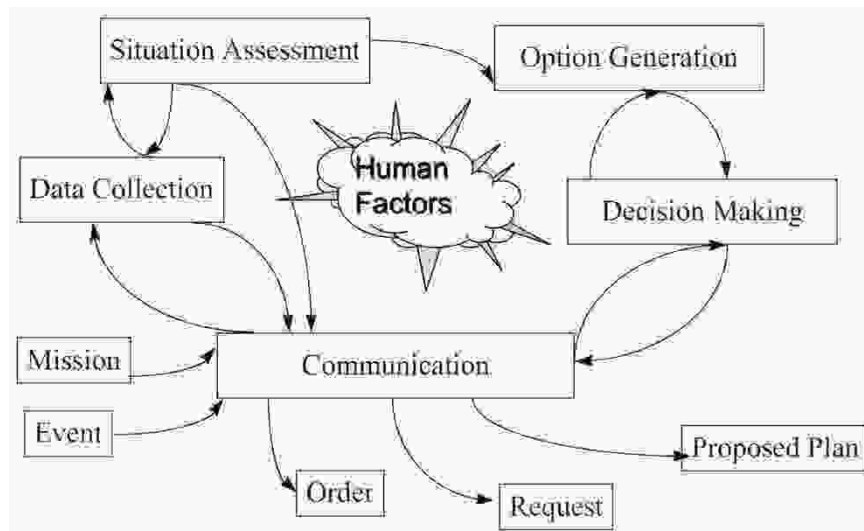 Situation Assessment
Option Generation
Human
Factors
Data Collection
Decision Making
Mission
Communication
Event
Proposed Plan
Order
Request